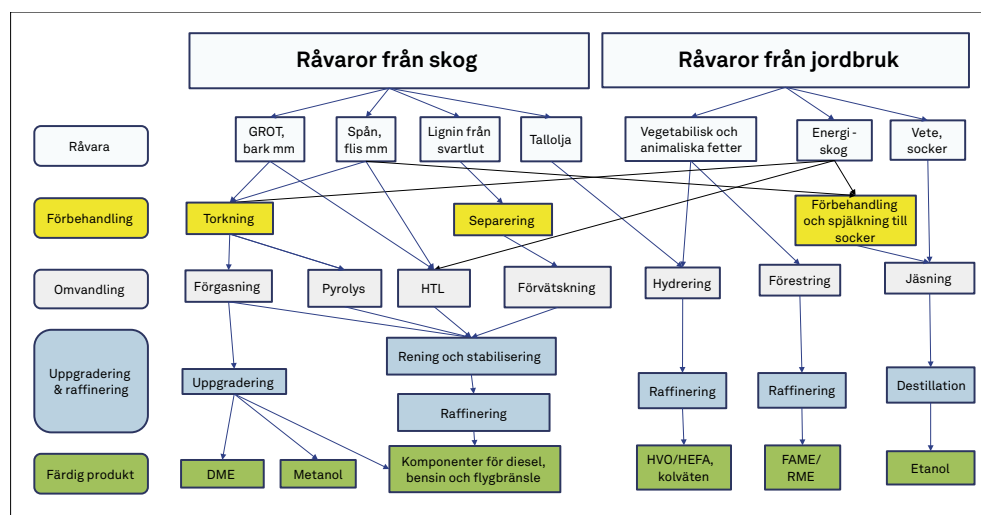 Råvaror från skog
Råvaror från jordbruk
Råvara
GROT,
bark mm
Spån,
flis mm
Lignin från
svartlut
Tallolja
Vegetabilisk och
animaliska fetter
Energi-
skog
Vete,
socker
Förbehandling
Torkning
Separering
Förbehandling
och spjälkning till
socker
Omvandling
Förgasning
Pyrolys
HTL
Förvätskning
Hydrering
Förestring
Jäsning
Uppgradering
& raffinering
Rening och stabilisering
Uppgradering
Raffinering
Raffinering
Raffinering
Destillation
Färdig produkt
DME
Metanol
Komponenter för diesel,
bensin och flygbränsle
HVO/HEFA,
kolväten
FAME/
RME
Etanol